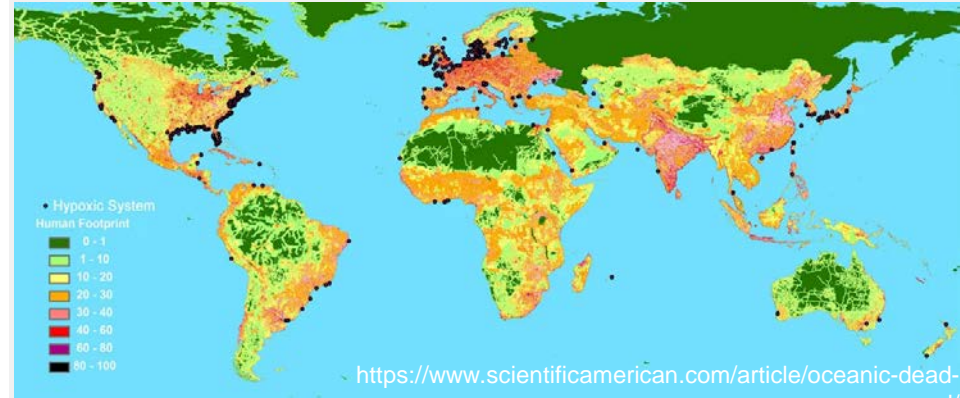 Hypoxic System
Human Footprint
0 - 1
1 - 10
10 - 20
20 - 30
30 - 40
40 - 60
60 - 80
80 - 100
https://www.scientificamerican.com/article/oceanic-dead-